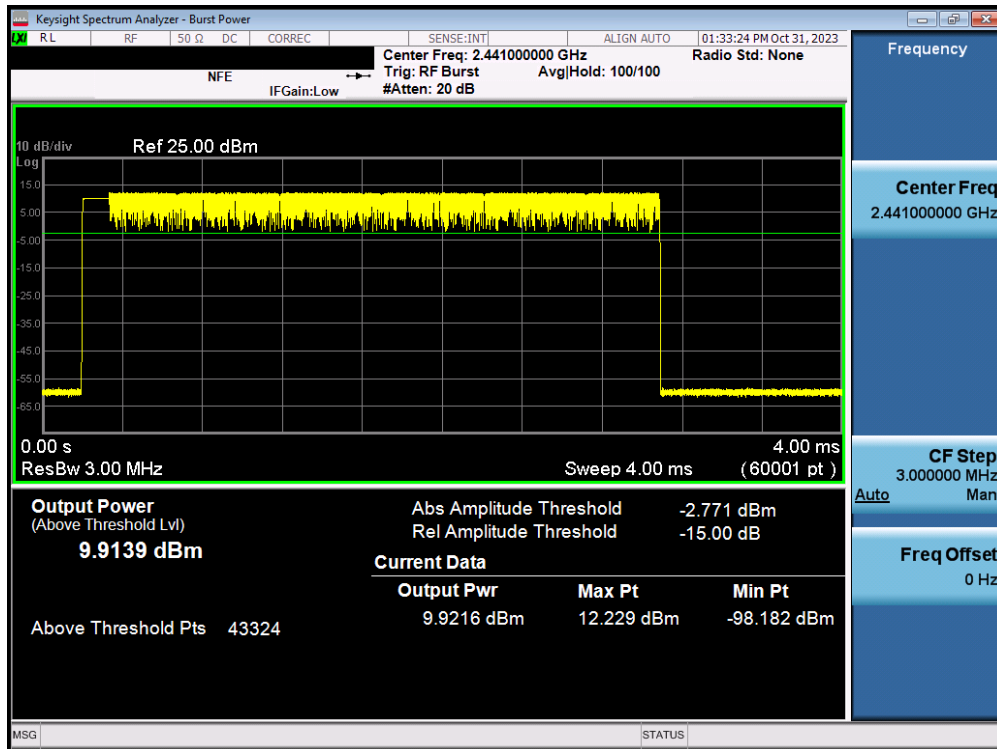 Keysight Spectrum Analyzer - Burst Power
LXI RL RF 50 Ω DC CORREC SENSE:INT ALIGN AUTO 01:33:24 PM Oct 31, 2023
Center Freq: 2.441000000 GHz Radio Std: None
NFE Trig: RF Burst Avg|Hold: 100/100
IFGain:Low #Atten: 20 dB
10 dB/div Ref 25.00 dBm
Log
15.0
5.00
-5.00
-15.0
-25.0
-35.0
-45.0
-55.0
-65.0
0.00 s 4.00 ms
ResBw 3.00 MHz Sweep 4.00 ms (60001 pt)
Output Power
(Above Threshold Lvl)
9.9139 dBm
Above Threshold Pts 43324
Abs Amplitude Threshold -2.771 dBm
Rel Amplitude Threshold -15.00 dB
Current Data
Output Pwr Max Pt Min Pt
9.9216 dBm 12.229 dBm -98.182 dBm
Frequency
Center Freq
2.441000000 GHz
CF Step
3.000000 MHz
Auto Man
Freq Offset
0 Hz
MSG STATUS